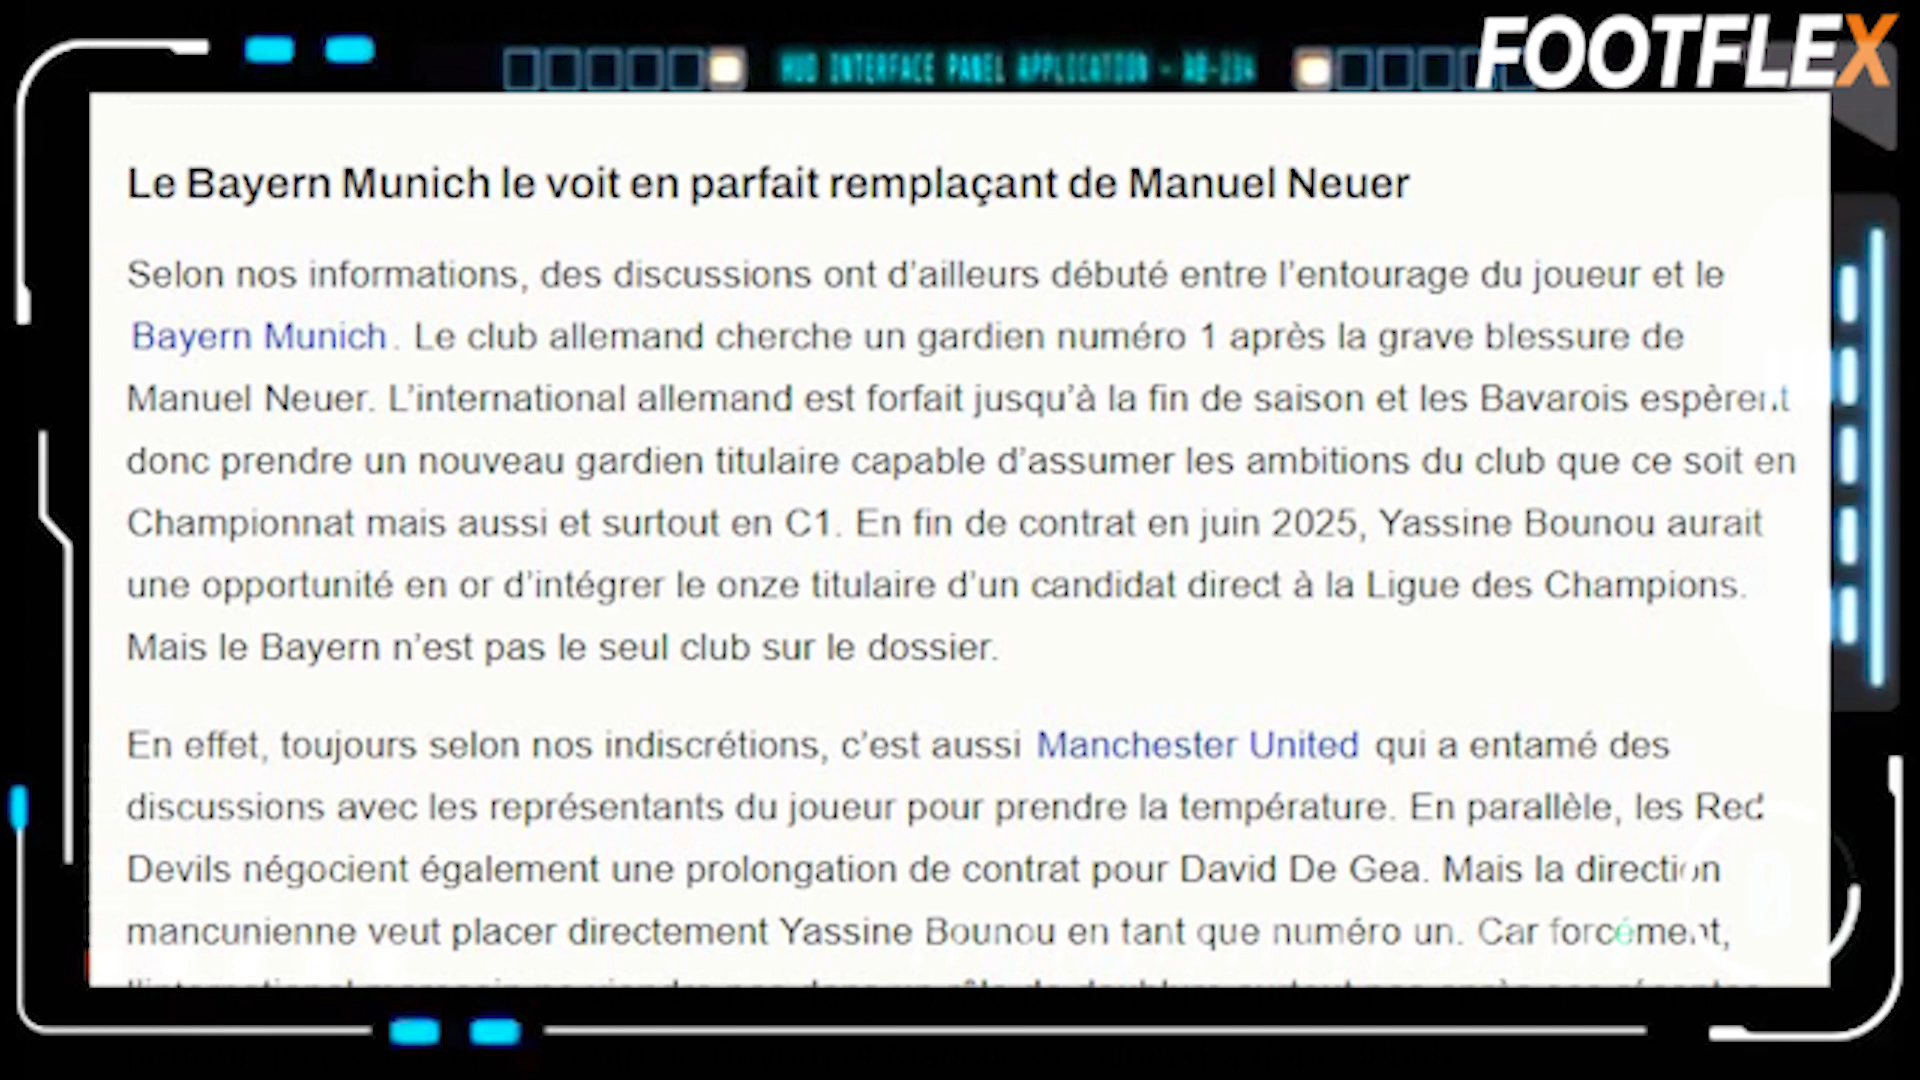 FOOTFLEX
HUD INTERFACE PANEL APPLICATION -
Le Bayern Munich le voit en parfait remplaçant de Manuel Neuer
Selon nos informations, des discussions ont d'ailleurs débuté entre l'entourage du joueur et le
Bayern Munich. Le club allemand cherche un gardien numéro 1 après la grave blessure de
Manuel Neuer. L'international allemand est forfait jusqu'à la fin de saison et les Bavarois espèrent
donc prendre un nouveau gardien titulaire capable d'assumer les ambitions du club que ce soit en
Championnat mais aussi et surtout en C1. En fin de contrat en juin 2025, Yassine Bounou aurait
une opportunité en or d'intégrer le onze titulaire d'un candidat direct à la Ligue des Champions.
Mais le Bayern n'est pas le seul club sur le dossier.
En effet, toujours selon nos indiscrétions, c'est aussi Manchester United qui a entamé des
discussions avec les représentants du joueur pour prendre la température. En parallèle, les Red
Devils négocient également une prolongation de contrat pour David De Gea. Mais la direction
mancunienne veut placer directement Yassine Bounou en tant que numéro un. Car forcément,